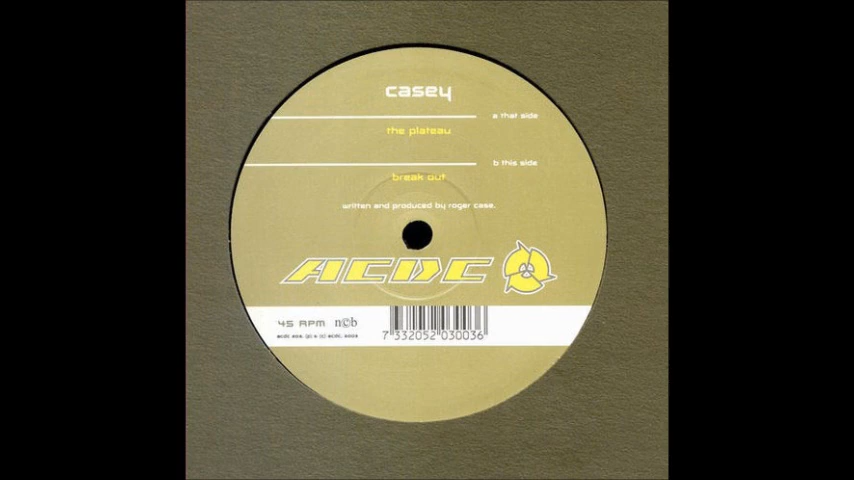 casey
a that side
the plateau
b this side
break out
written and produced by roger case.
ACDC
45 RPM n©b
7 332052 030036